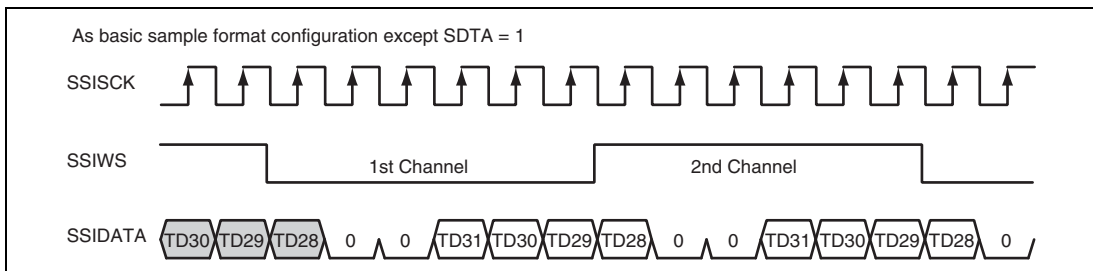 As basic sample format configuration except SDTA = 1
SSISCK
SSIWS 1st Channel 2nd Channel
SSIDATA TD30 TD29 TD28 0 0 TD31 TD30 TD29 TD28 0 0 TD31 TD30 TD29 TD28 0